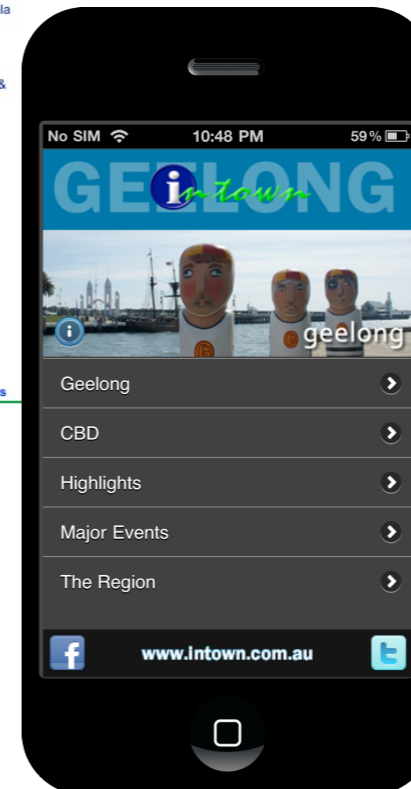 la
&
s
No SIM 10:48 PM 59%
GEELONG
intown
geelong
Geelong
CBD
Highlights
Major Events
The Region
www.intown.com.au